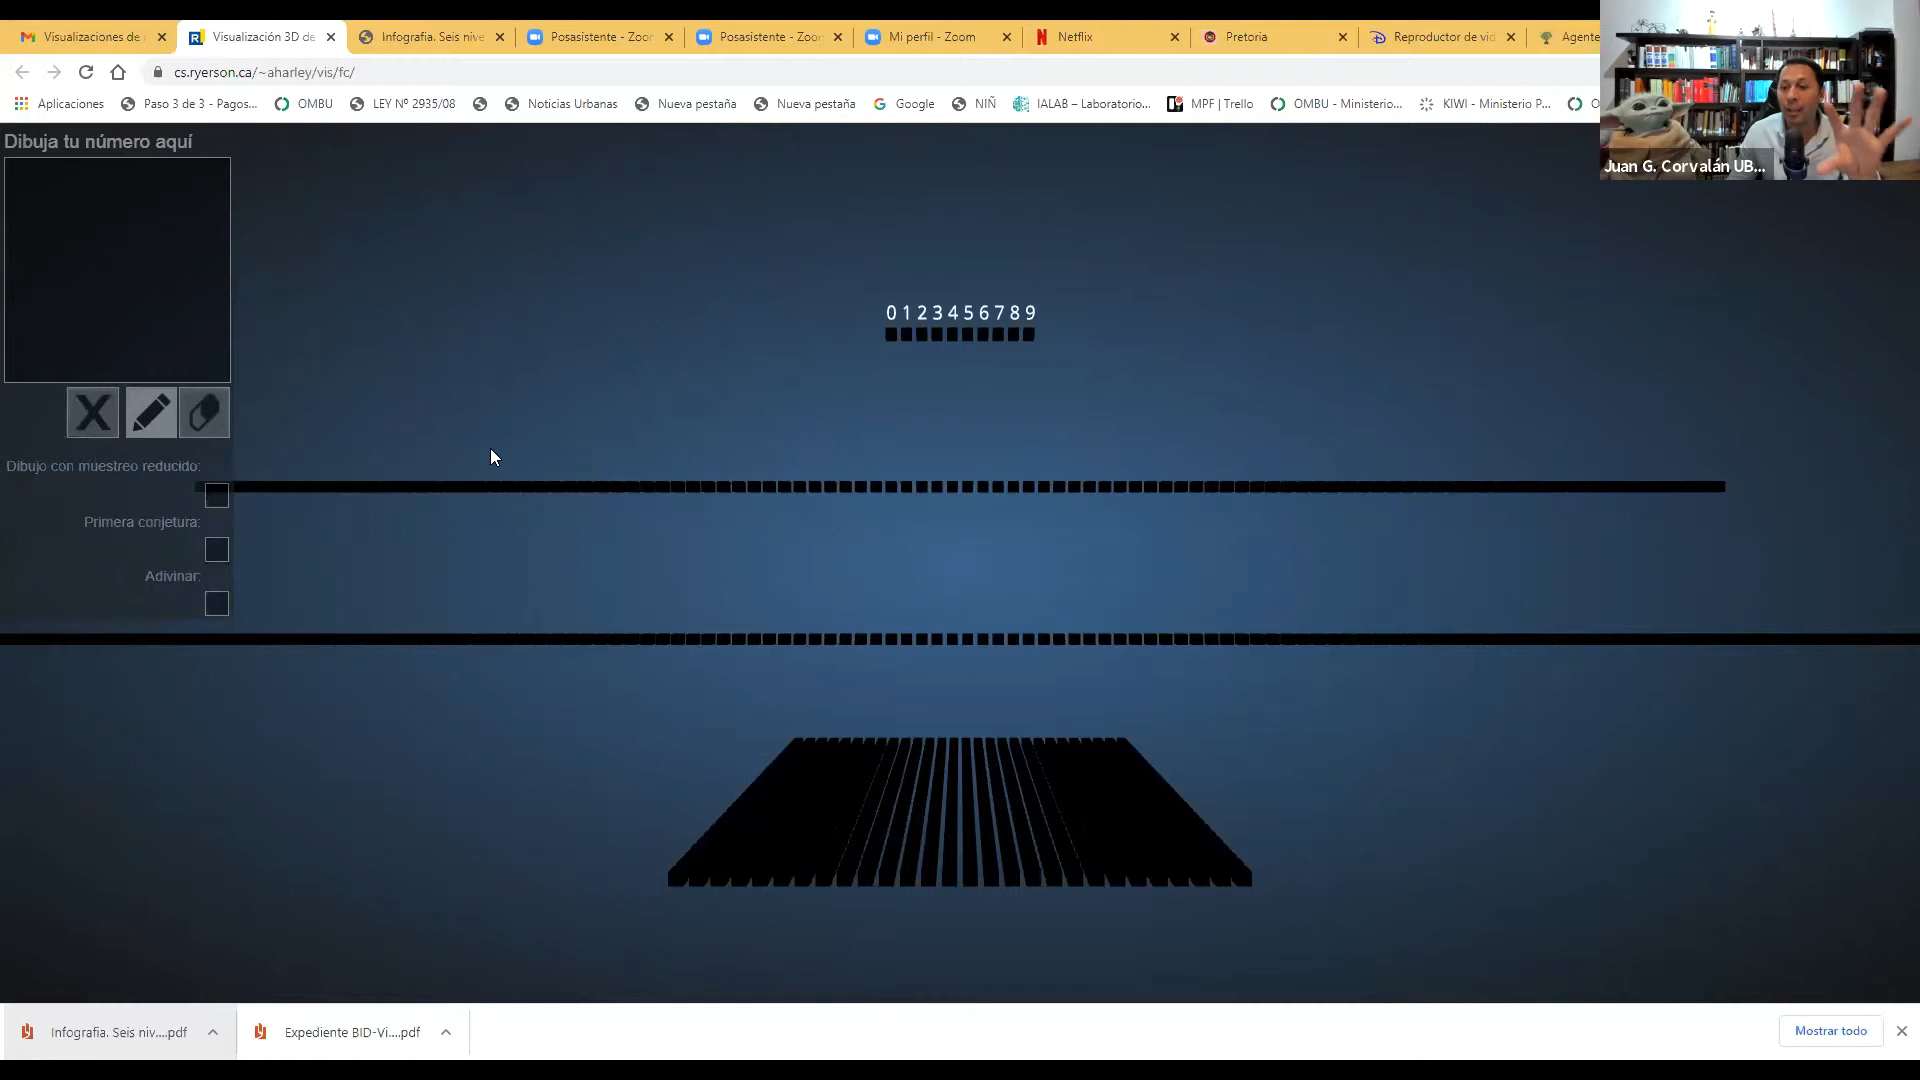 Visualizaciones de
Visualización 3D de
Infografia. Seis nive
Posasistente - Zoom
Posasistente - Zoom
Mi perfil - Zoom
Netflix
Pretoria
Reproductor de vid
Agente
cs.ryerson.ca/~aharley/vis/fc/
Aplicaciones
Paso 3 de 3 - Pagos...
OMBU
LEY Nº 2935/08
Noticias Urbanas
Nueva pestaña
Nueva pestaña
Google
NIÑ
IALAB – Laboratorio...
MPF | Trello
OMBU - Ministerio...
KIWI - Ministerio P...
Juan G. Corvalán UB...
Dibuja tu número aquí
0 1 2 3 4 5 6 7 8 9
Dibujo con muestreo reducido:
Primera conjetura:
Adivinar:
Infografia. Seis niv....pdf
Expediente BID-Vi....pdf
Mostrar todo